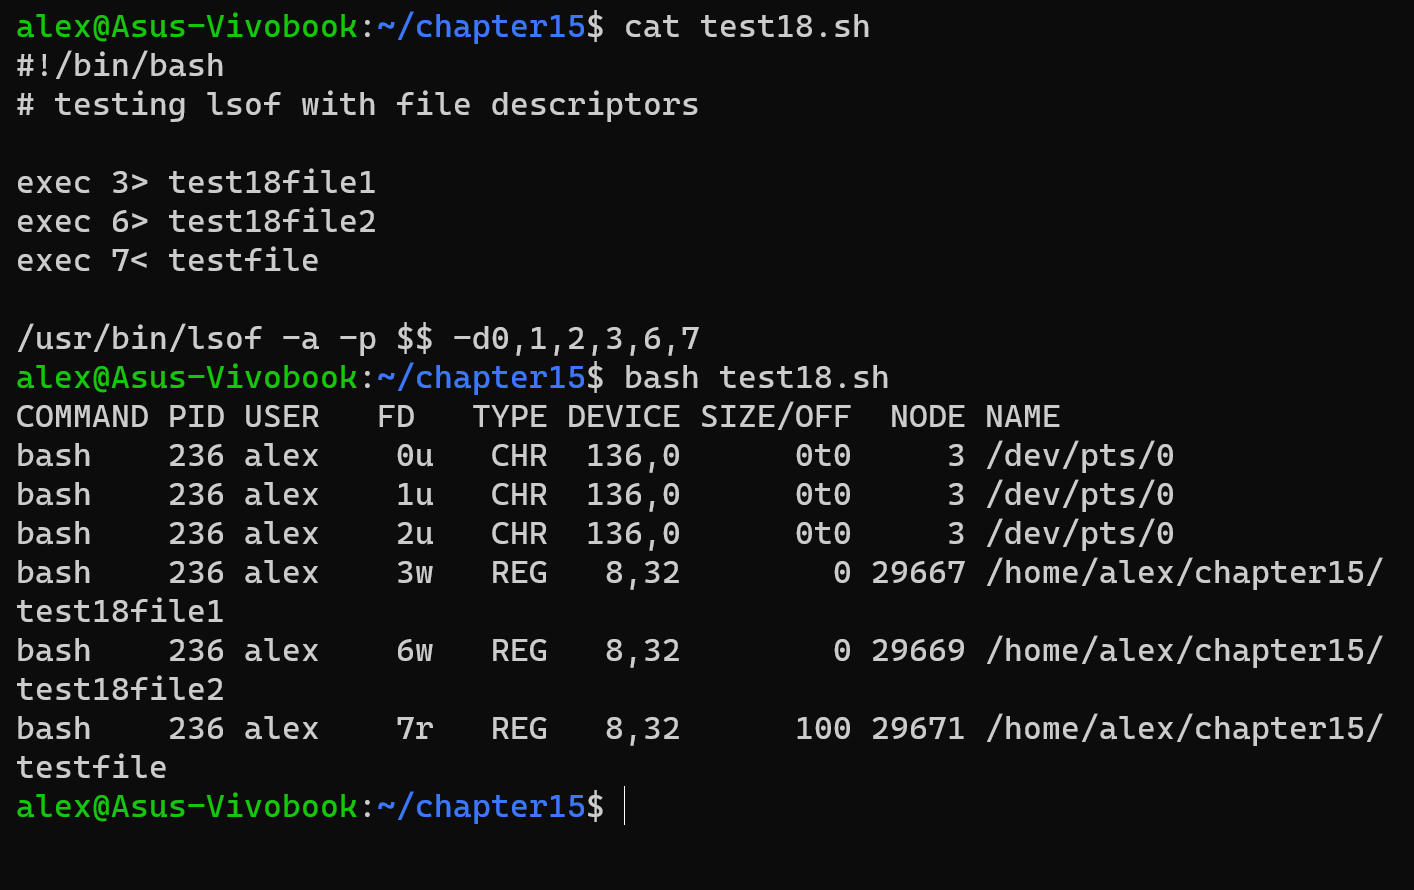 alex@Asus-Vivobook:~/chapter15$ cat test18.sh
#!/bin/bash
# testing lsof with file descriptors

exec 3> test18file1
exec 6> test18file2
exec 7< testfile

/usr/bin/lsof -a -p $$ -d0,1,2,3,6,7
alex@Asus-Vivobook:~/chapter15$ bash test18.sh
COMMAND PID USER   FD   TYPE DEVICE SIZE/OFF  NODE NAME
bash    236 alex    0u   CHR  136,0      0t0     3 /dev/pts/0
bash    236 alex    1u   CHR  136,0      0t0     3 /dev/pts/0
bash    236 alex    2u   CHR  136,0      0t0     3 /dev/pts/0
bash    236 alex    3w   REG   8,32        0 29667 /home/alex/chapter15/
test18file1
bash    236 alex    6w   REG   8,32        0 29669 /home/alex/chapter15/
test18file2
bash    236 alex    7r   REG   8,32      100 29671 /home/alex/chapter15/
testfile
alex@Asus-Vivobook:~/chapter15$